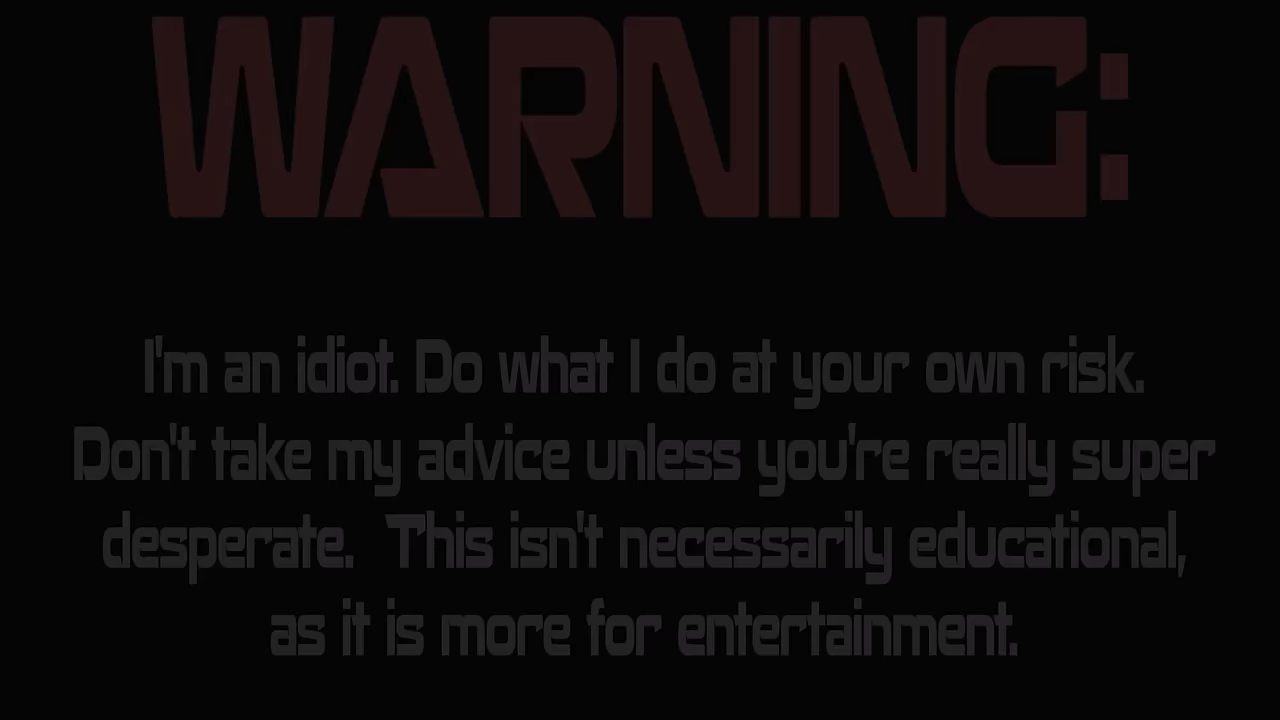 WARNING:
I'm an idiot. Do what I do at your own risk.
Don't take my advice unless you're really super
desperate.  This isn't necessarily educational,
as it is more for entertainment.